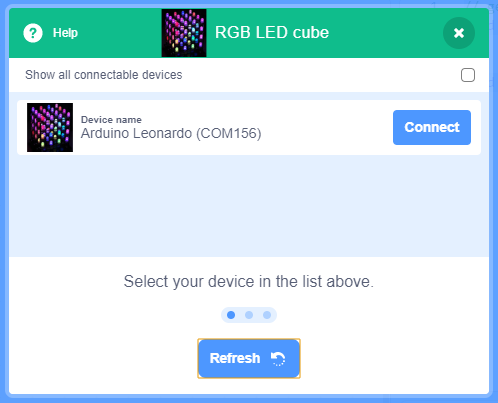 Help
RGB LED cube
Show all connectable devices
Device name
Arduino Leonardo (COM156)
Connect
Select your device in the list above.
Refresh